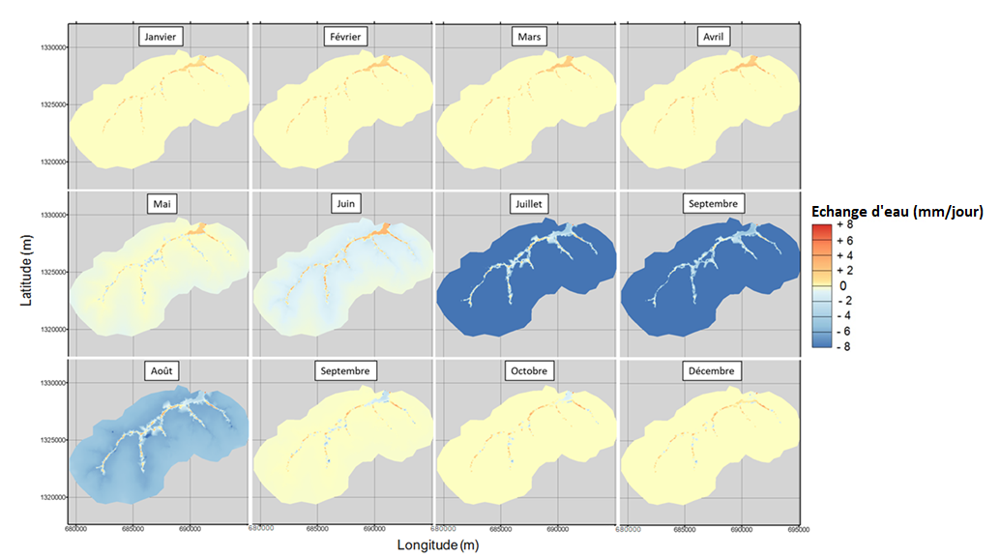 Janvier
Février
Mars
Avril
1330000
1325000
1320000
Mai
Juin
Juillet
Septembre
1330000
1325000
1320000
Latitude (m)
Echange d'eau (mm/jour)
+ 8
+ 6
+ 4
+ 2
0
- 2
- 4
- 6
- 8
Août
Septembre
Octobre
Décembre
1330000
1325000
1320000
680000 685000 690000 680000 685000 690000 680000 685000 690000 680000 685000 690000 695000
Longitude (m)